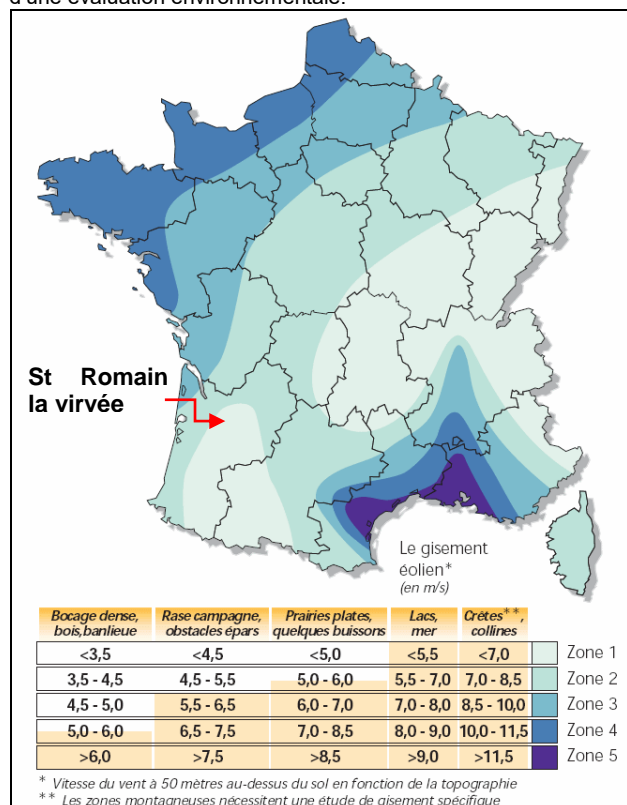 d'une évaluation environnementale.
St Romain
la virvée
Le gisement
éolien*
(en m/s)
Bocage dense, Rase campagne, Prairies plates, Lacs, Crêtes**,
bois,banlieue obstacles épars quelques buissons mer collines
<3,5 <4,5 <5,0 <5,5 <7,0 Zone 1
3,5 - 4,5 4,5 - 5,5 5,0 - 6,0 5,5 - 7,0 7,0 - 8,5 Zone 2
4,5 - 5,0 5,5 - 6,5 6,0 - 7,0 7,0 - 8,0 8,5 - 10,0 Zone 3
5,0 - 6,0 6,5 - 7,5 7,0 - 8,5 8,0 - 9,0 10,0 - 11,5 Zone 4
>6,0 >7,5 >8,5 >9,0 >11,5 Zone 5
* Vitesse du vent à 50 mètres au-dessus du sol en fonction de la topographie
** Les zones montagneuses nécessitent une étude de gisement spécifique